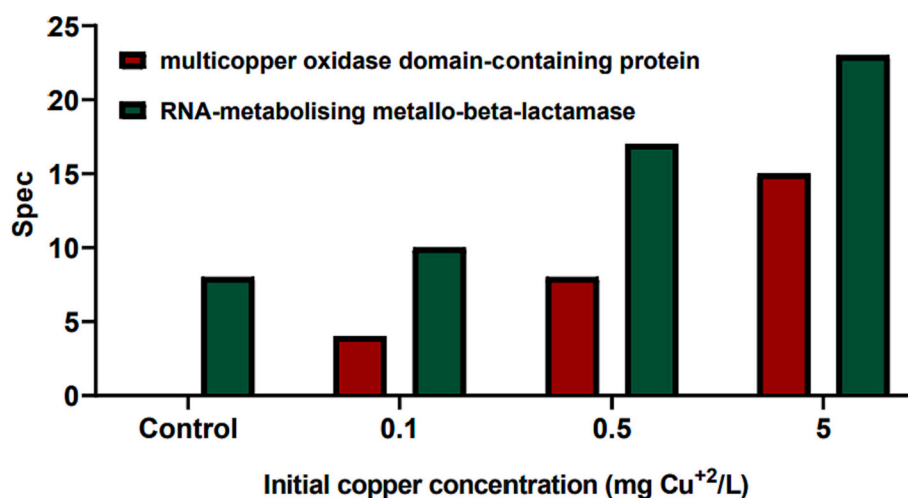 25
multicopper oxidase domain-containing protein
20
RNA-metabolising metallo-beta-lactamase
15
Spec
10
5
0
Control 0.1 0.5 5
Initial copper concentration (mg Cu⁺²/L)